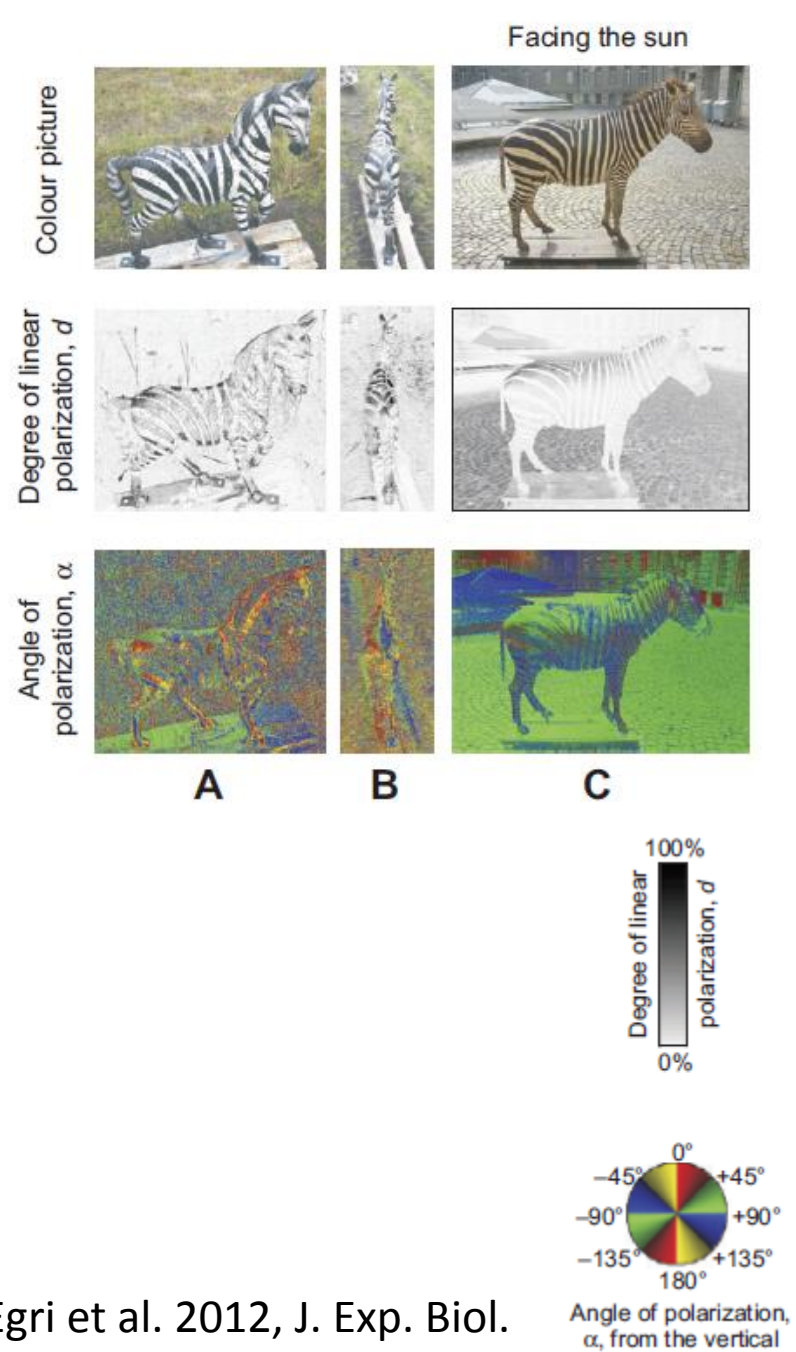 Facing the sun
Colour picture
Degree of linear
polarization, d
Angle of
polarization, α
A B C
100%
Degree of linear
polarization, d
0%
0°
–45° +45°
–90° +90°
–135° +135°
180°
Angle of polarization,
α, from the vertical
Egri et al. 2012, J. Exp. Biol.